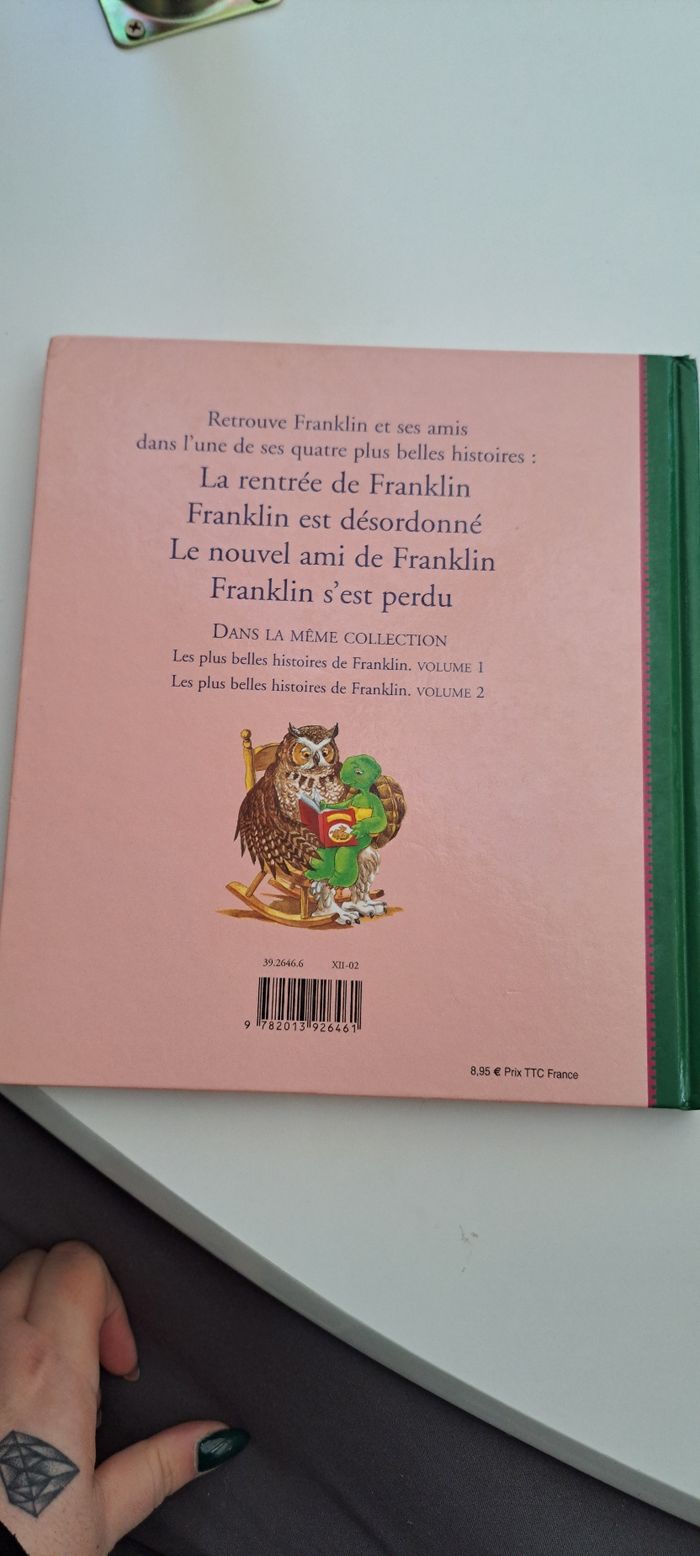 Retrouve Franklin et ses amis
dans l'une de ses quatre plus belles histoires :
La rentrée de Franklin
Franklin est désordonné
Le nouvel ami de Franklin
Franklin s'est perdu
DANS LA MÊME COLLECTION
Les plus belles histoires de Franklin. VOLUME 1
Les plus belles histoires de Franklin. VOLUME 2
39.2646.6 XII-02
9 782013 926461
8,95 € Prix TTC France